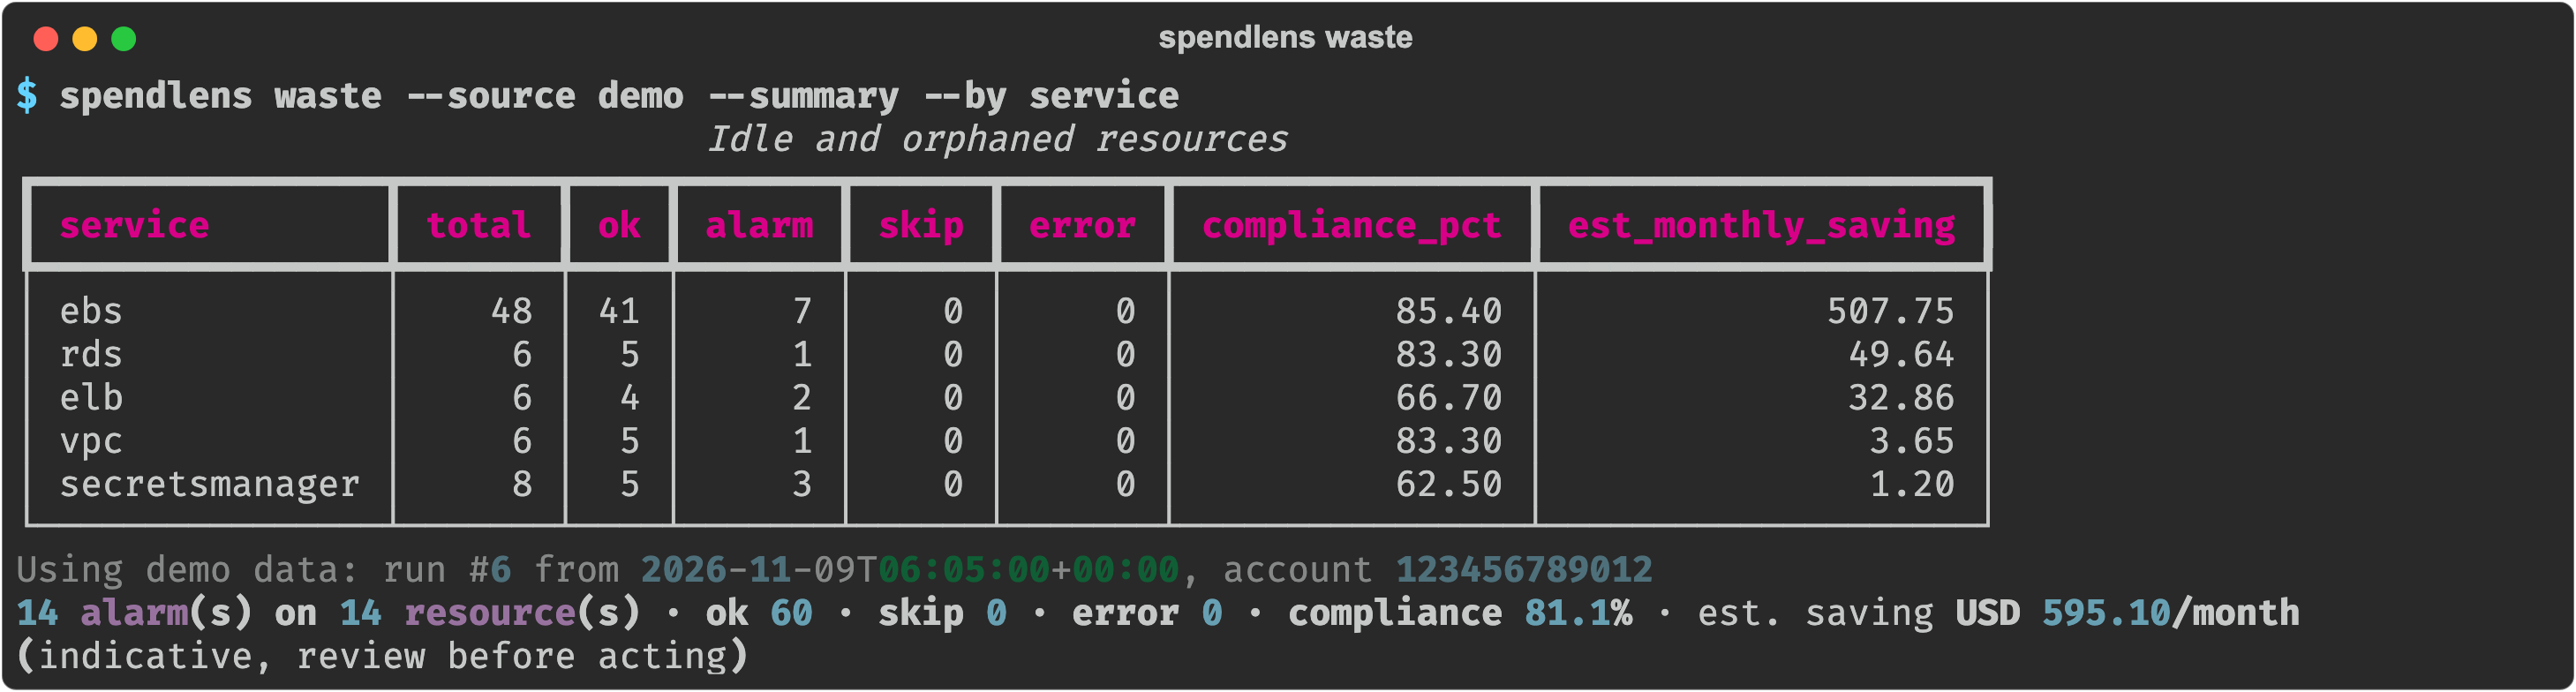 spendlens waste
$ spendlens waste --source demo --summary --by service
Idle and orphaned resources
service total ok alarm skip error compliance_pct est_monthly_saving
ebs 48 41 7 0 0 85.40 507.75
rds 6 5 1 0 0 83.30 49.64
elb 6 4 2 0 0 66.70 32.86
vpc 6 5 1 0 0 83.30 3.65
secretsmanager 8 5 3 0 0 62.50 1.20
Using demo data: run #6 from 2026-11-09T06:05:00+00:00, account 123456789012
14 alarm(s) on 14 resource(s) · ok 60 · skip 0 · error 0 · compliance 81.1% · est. saving USD 595.10/month
(indicative, review before acting)